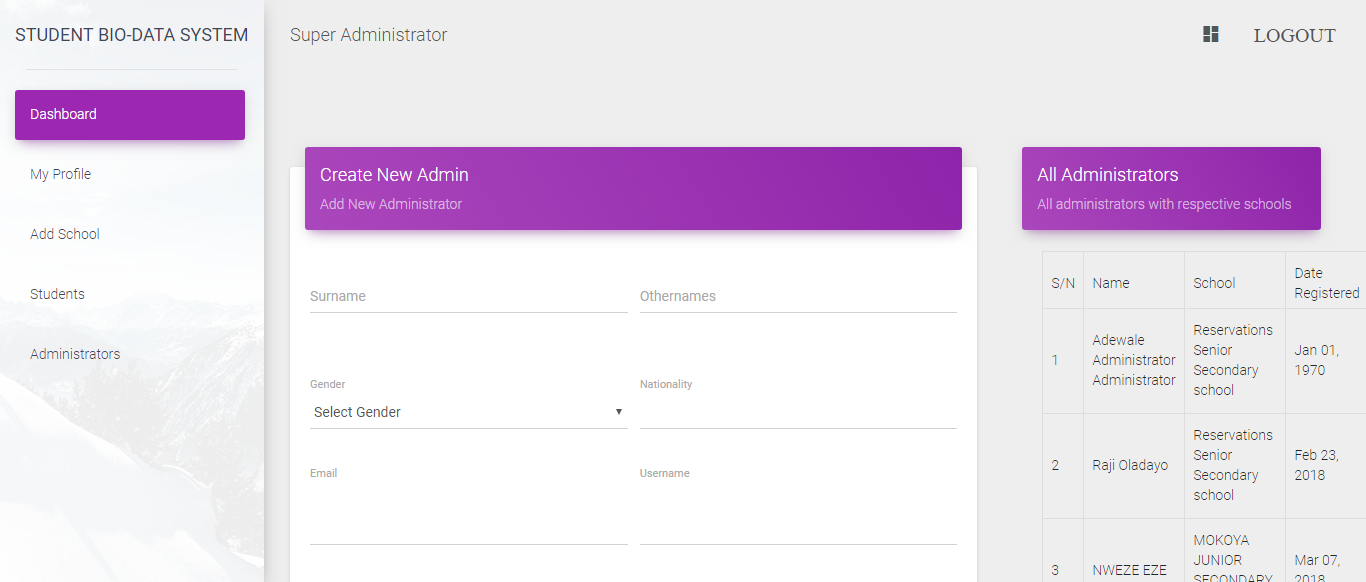 STUDENT BIO-DATA SYSTEM
Dashboard
My Profile
Add School
Students
Administrators
Super Administrator
LOGOUT
Create New Admin
Add New Administrator
Surname
Othernames
Gender
Nationality
Select Gender
Email
Username
All Administrators
All administrators with respective schools
S/N
Name
School
Date
Registered
1
Adewale
Administrator
Administrator
Reservations
Senior
Secondary
school
Jan 01,
1970
2
Raji Oladayo
Reservations
Senior
Secondary
school
Feb 23,
2018
3
NWEZE EZE
MOKOYA
JUNIOR
SECONDARY
Mar 07,
2018